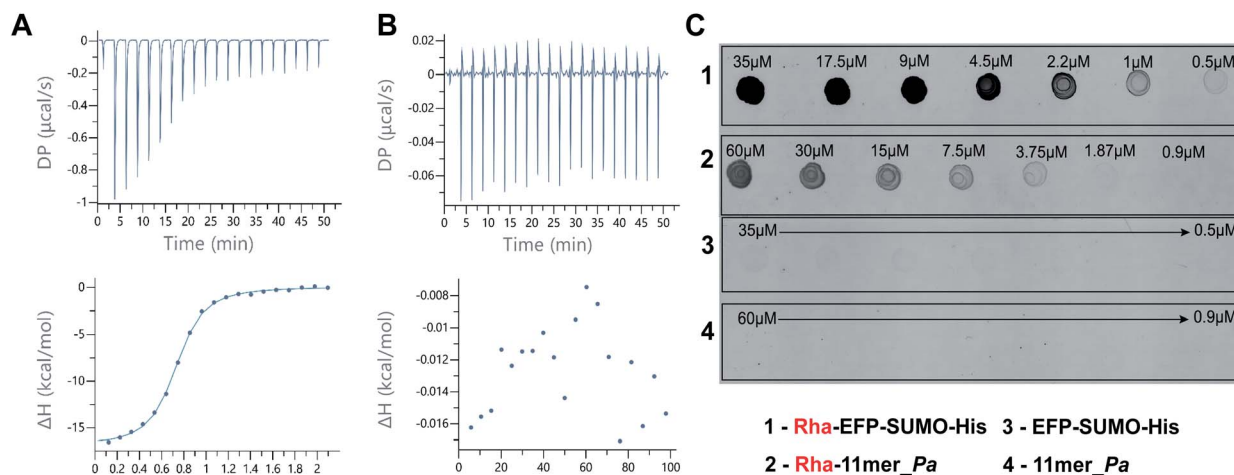 A
B
C
0
-0.2
-0.4
-0.6
-0.8
-1
DP (µcal/s)
0 5 10 15 20 25 30 35 40 45 50
Time (min)
0
-5
-10
-15
ΔH (kcal/mol)
0 0.2 0.4 0.6 0.8 1 1.2 1.4 1.6 1.8 2
0.02
0
-0.02
-0.04
-0.06
DP (µcal/s)
0 5 10 15 20 25 30 35 40 45 50
Time (min)
-0.008
-0.01
-0.012
-0.014
-0.016
ΔH (kcal/mol)
0 20 40 60 80 100
1
35µM 17.5µM 9µM 4.5µM 2.2µM 1µM 0.5µM
2
60µM 30µM 15µM 7.5µM 3.75µM 1.87µM 0.9µM
3
35µM 0.5µM
4
60µM 0.9µM
1 - Rha-EFP-SUMO-His 3 - EFP-SUMO-His
2 - Rha-11mer_Pa 4 - 11mer_Pa